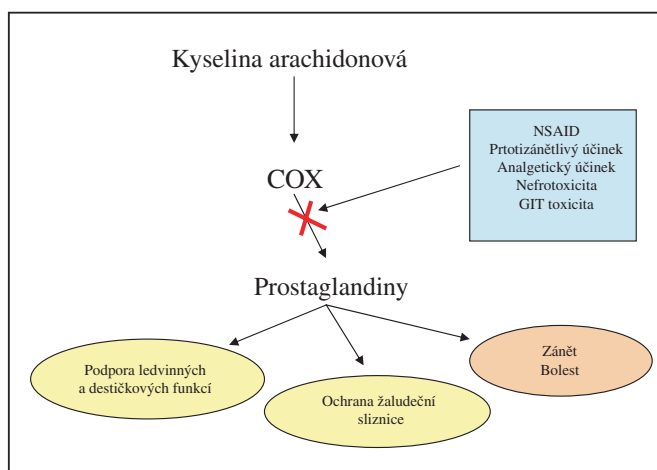 Kyselina arachidonová
NSAID
Prtotizánětlivý účinek
Analgetický účinek
Nefrotoxicita
GIT toxicita
COX
Prostaglandiny
Podpora ledvinných
a destičkových funkcí
Ochrana žaludeční
sliznice
Zánět
Bolest